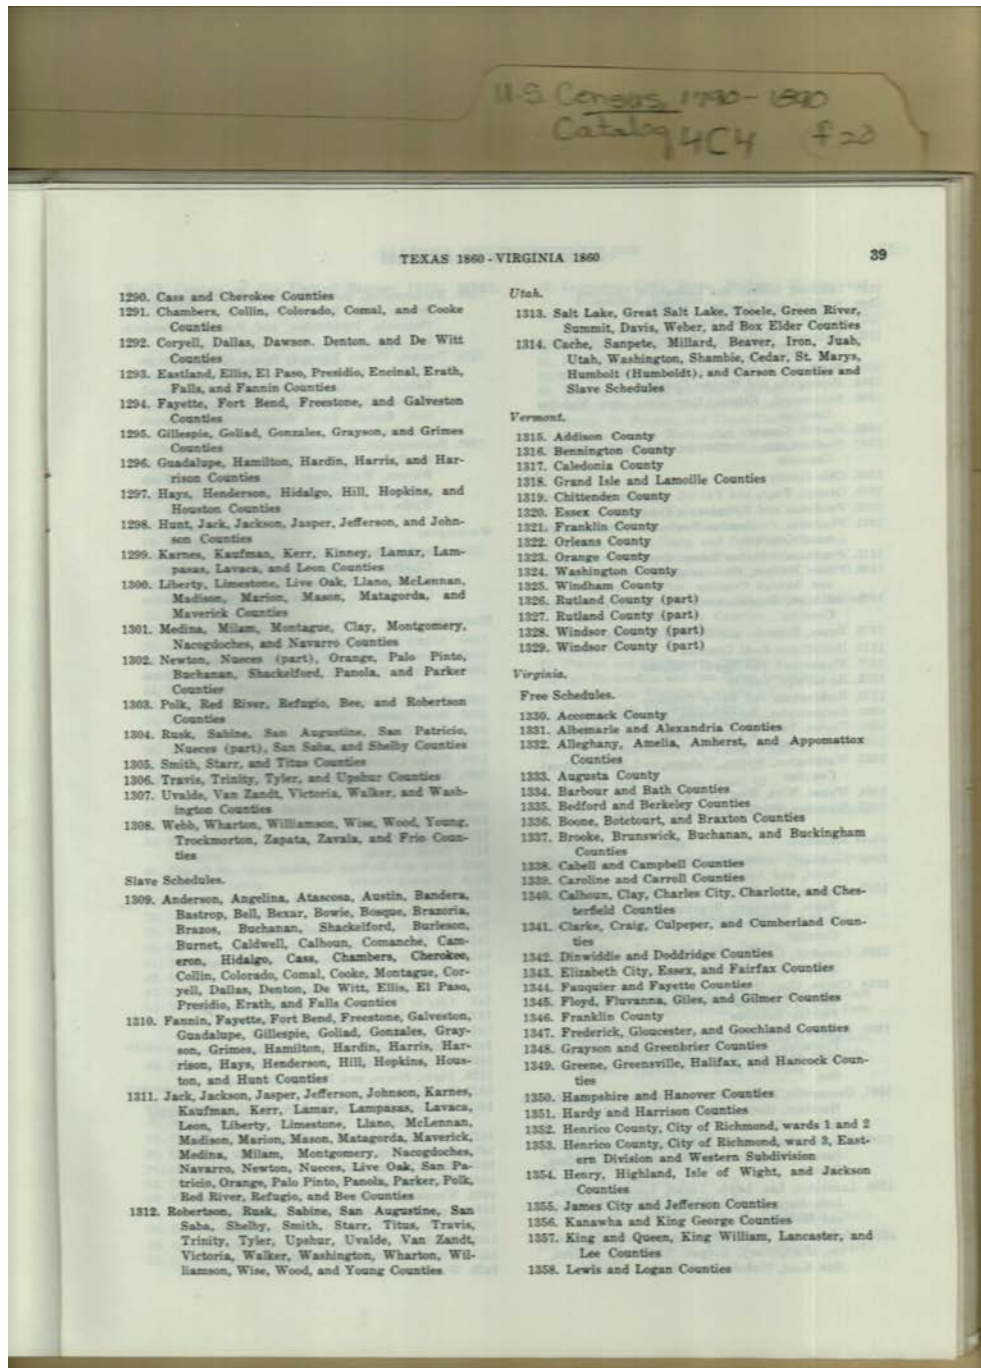 U.S. Census, 1790-1890
Catalog 4C4 f20
TEXAS 1860 - VIRGINIA 1860
39
1290. Cass and Cherokee Counties
1291. Chambers, Collin, Colorado, Comal, and Cooke
Counties
1292. Coryell, Dallas, Dawson. Denton, and De Witt
Counties
1293. Eastland, Ellis, El Paso, Presidio, Encinal, Erath,
Falls, and Fannin Counties
1294. Fayette, Fort Bend, Freestone, and Galveston
Counties
1295. Gillespie, Goliad, Gonzales, Grayson, and Grimes
Counties
1296. Guadalupe, Hamilton, Hardin, Harris, and Har-
rison Counties
1297. Hays, Henderson, Hidalgo, Hill, Hopkins, and
Houston Counties
1298. Hunt, Jack, Jackson, Jasper, Jefferson, and John-
son Counties
1299. Karnes, Kaufman, Kerr, Kinney, Lamar, Lam-
pasas, Lavaca, and Leon Counties
1300. Liberty, Limestone, Live Oak, Llano, McLennan,
Madison, Marion, Mason, Matagorda, and
Maverick Counties
1301. Medina, Milam, Montague, Clay, Montgomery,
Nacogdoches, and Navarro Counties
1302. Newton, Nueces (part), Orange, Palo Pinto,
Buchanan, Shackelford, Panola, and Parker
Countier
1303. Polk, Red River, Refugio, Bee, and Robertson
Counties
1304. Rusk, Sabine, San Augustine, San Patricio,
Nueces (part), San Saba, and Shelby Counties
1305. Smith, Starr, and Titus Counties
1306. Travis, Trinity, Tyler, and Upshur Counties
1307. Uvalde, Van Zandt, Victoria, Walker, and Wash-
ington Counties
1308. Webb, Wharton, Williamson, Wise, Wood, Young,
Trockmorton, Zapata, Zavala, and Frio Coun-
ties
Slave Schedules.
1309. Anderson, Angelina, Atascosa, Austin, Bandera,
Bastrop, Bell, Bexar, Bowie, Bosque, Brazoria,
Brazos, Buchanan, Shackelford, Burleson,
Burnet, Caldwell, Calhoun, Comanche, Cam-
eron, Hidalgo, Cass, Chambers, Cherokee,
Collin, Colorado, Comal, Cooke, Montague, Cor-
yell, Dallas, Denton, De Witt, Ellis, El Paso,
Presidio, Erath, and Falls Counties
1310. Fannin, Fayette, Fort Bend, Freestone, Galveston,
Guadalupe, Gillespie, Goliad, Gonzales, Gray-
son, Grimes, Hamilton, Hardin, Harris, Har-
rison, Hays, Henderson, Hill, Hopkins, Hous-
ton, and Hunt Counties
1311. Jack, Jackson, Jasper, Jefferson, Johnson, Karnes,
Kaufman, Kerr, Lamar, Lampasas, Lavaca,
Leon, Liberty, Limestone, Llano, McLennan,
Madison, Marion, Mason, Matagorda, Maverick,
Medina, Milam, Montgomery, Nacogdoches,
Navarro, Newton, Nueces, Live Oak, San Pa-
tricio, Orange, Palo Pinto, Panola, Parker, Polk,
Red River, Refugio, and Bee Counties
1312. Robertson, Rusk, Sabine, San Augustine, San
Saba, Shelby, Smith, Starr, Titus, Travis,
Trinity, Tyler, Upshur, Uvalde, Van Zandt,
Victoria, Walker, Washington, Wharton, Wil-
liamson, Wise, Wood, and Young Counties
Utah.
1313. Salt Lake, Great Salt Lake, Tooele, Green River,
Summit, Davis, Weber, and Box Elder Counties
1314. Cache, Sanpete, Millard, Beaver, Iron, Juab,
Utah, Washington, Shambie, Cedar, St. Marys,
Humbolt (Humboldt), and Carson Counties and
Slave Schedules
Vermont.
1315. Addison County
1316. Bennington County
1317. Caledonia County
1318. Grand Isle and Lamoille Counties
1319. Chittenden County
1320. Essex County
1321. Franklin County
1322. Orleans County
1323. Orange County
1324. Washington County
1325. Windham County
1326. Rutland County (part)
1327. Rutland County (part)
1328. Windsor County (part)
1329. Windsor County (part)
Virginia.
Free Schedules.
1330. Accomack County
1331. Albemarle and Alexandria Counties
1332. Alleghany, Amelia, Amherst, and Appomattox
Counties
1333. Augusta County
1334. Barbour and Bath Counties
1335. Bedford and Berkeley Counties
1336. Boone, Botetourt, and Braxton Counties
1337. Brooke, Brunswick, Buchanan, and Buckingham
Counties
1338. Cabell and Campbell Counties
1339. Caroline and Carroll Counties
1340. Calhoun, Clay, Charles City, Charlotte, and Ches-
terfield Counties
1341. Clarke, Craig, Culpeper, and Cumberland Coun-
ties
1342. Dinwiddie and Doddridge Counties
1343. Elizabeth City, Essex, and Fairfax Counties
1344. Fauquier and Fayette Counties
1345. Floyd, Fluvanna, Giles, and Gilmer Counties
1346. Franklin County
1347. Frederick, Gloucester, and Goochland Counties
1348. Grayson and Greenbrier Counties
1349. Greene, Greensville, Halifax, and Hancock Coun-
ties
1350. Hampshire and Hanover Counties
1351. Hardy and Harrison Counties
1352. Henrico County, City of Richmond, wards 1 and 2
1353. Henrico County, City of Richmond, ward 3, East-
ern Division and Western Subdivision
1354. Henry, Highland, Isle of Wight, and Jackson
Counties
1355. James City and Jefferson Counties
1356. Kanawha and King George Counties
1357. King and Queen, King William, Lancaster, and
Lee Counties
1358. Lewis and Logan Counties